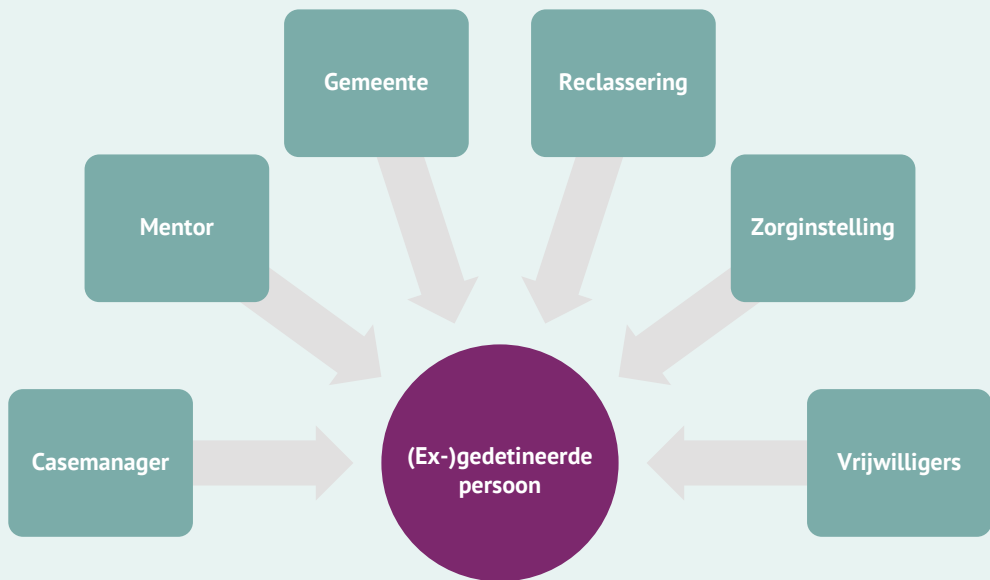 Gemeente
Reclassering
Mentor
Zorginstelling
Casemanager
(Ex-)gedetineerde
persoon
Vrijwilligers